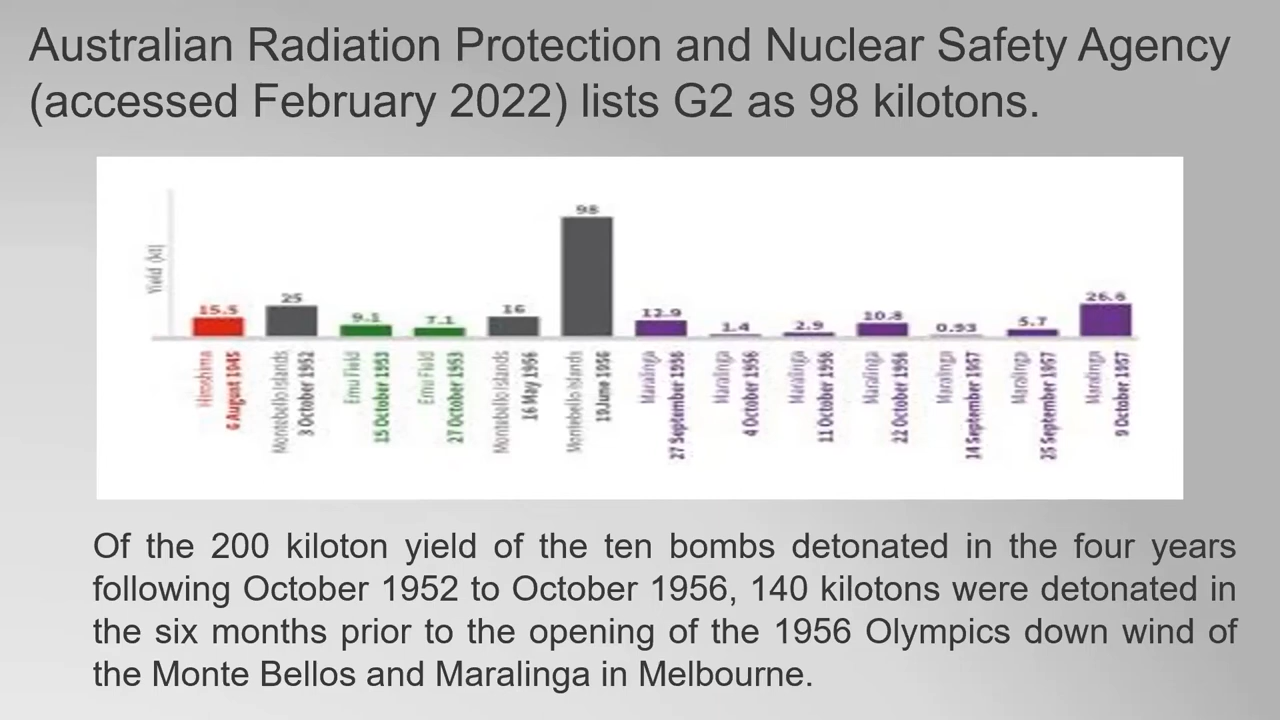 Australian Radiation Protection and Nuclear Safety Agency
(accessed February 2022) lists G2 as 98 kilotons.
Yield (kt)
15.5
25
9.1
7.1
16
98
12.9
1.4
2.9
10.8
0.93
5.7
26.6
Hiroshima
6 August 1945
Montebello Islands
3 October 1952
Emu Field
15 October 1953
Emu Field
27 October 1953
Montebello Islands
16 May 1956
Montebello Islands
19 June 1956
Maralinga
27 September 1956
Maralinga
4 October 1956
Maralinga
11 October 1956
Maralinga
22 October 1956
Maralinga
14 September 1957
Maralinga
25 September 1957
Maralinga
9 October 1957
Of the 200 kiloton yield of the ten bombs detonated in the four years
following October 1952 to October 1956, 140 kilotons were detonated in
the six months prior to the opening of the 1956 Olympics down wind of
the Monte Bellos and Maralinga in Melbourne.